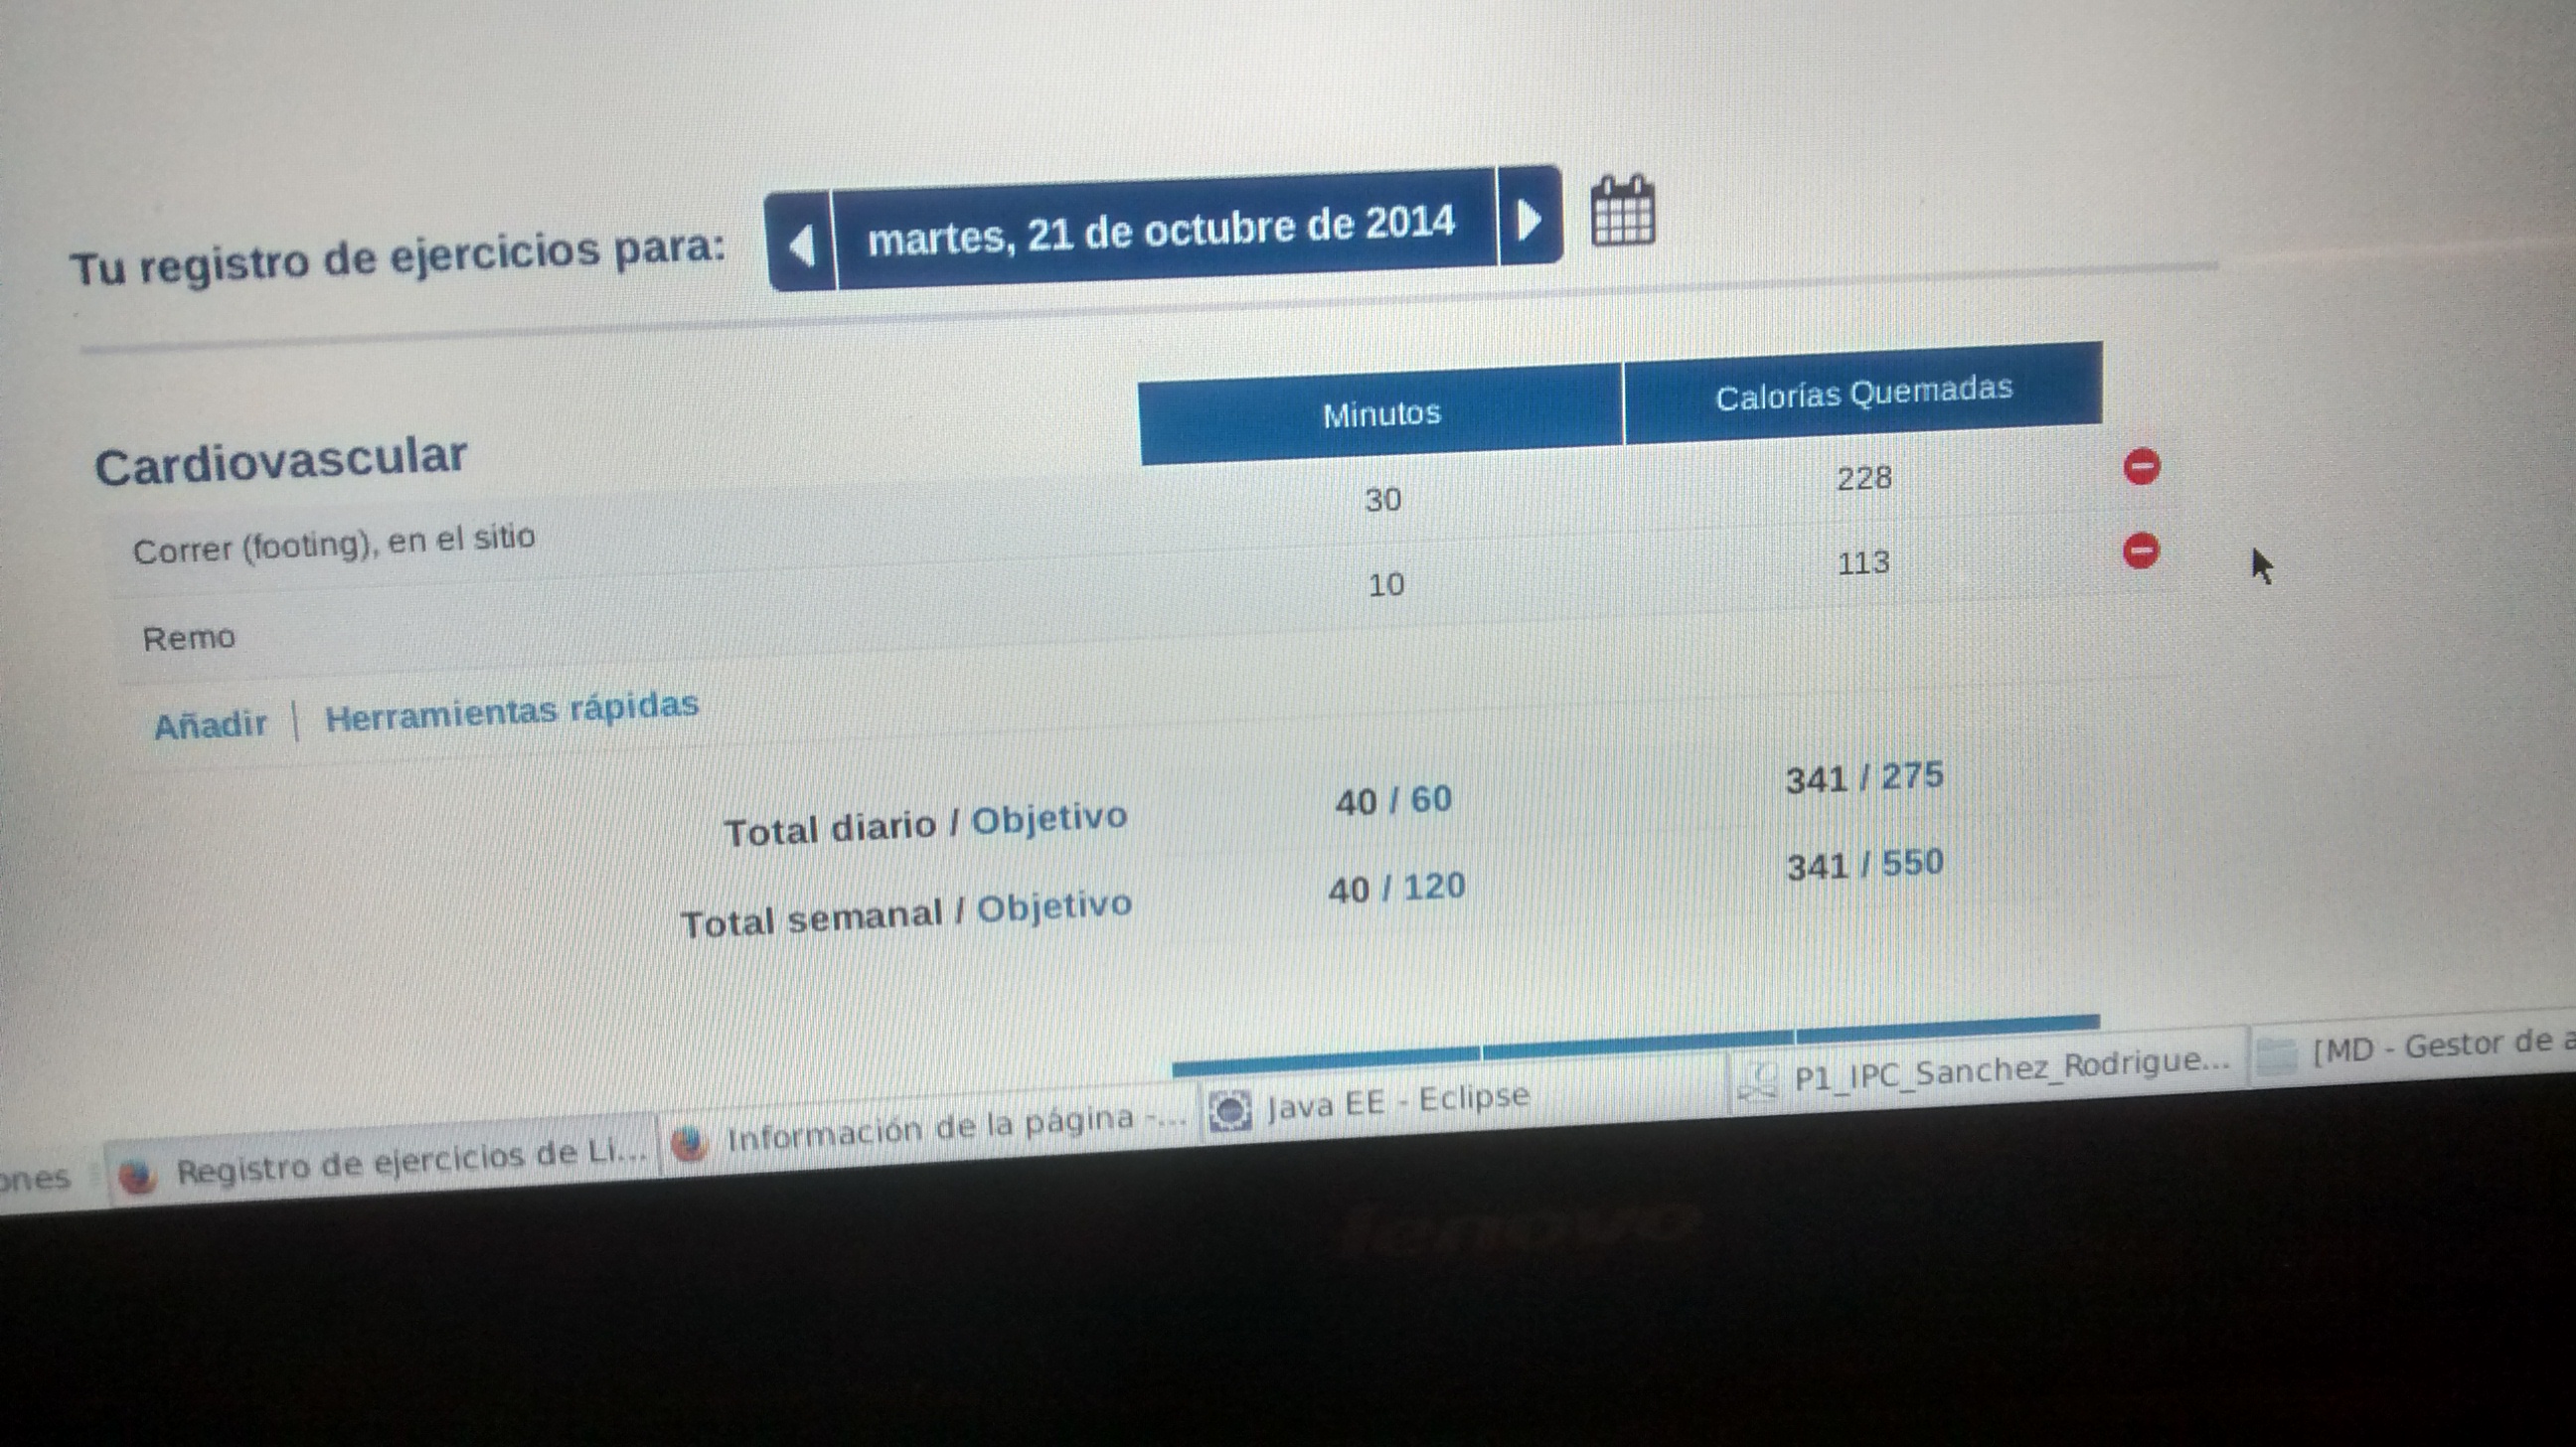 Tu registro de ejercicios para: martes, 21 de octubre de 2014
Cardiovascular Minutos Calorías Quemadas
Correr (footing), en el sitio 30 228
Remo 10 113
Añadir | Herramientas rápidas
Total diario / Objetivo 40 / 60 341 / 275
Total semanal / Objetivo 40 / 120 341 / 550
ones Registro de ejercicios de Li... Información de la página -... Java EE - Eclipse P1_IPC_Sanchez_Rodrigue... [MD - Gestor de a
lenovo